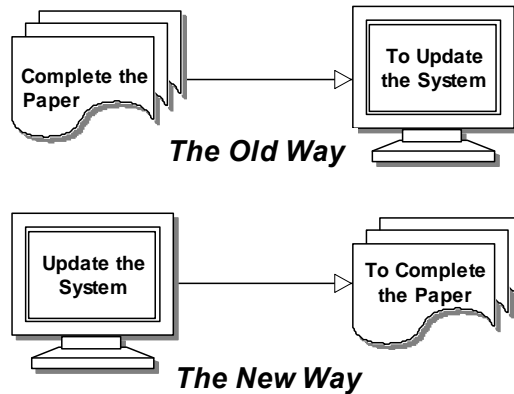 Complete the
Paper
To Update
the System
The Old Way
Update the
System
To Complete
the Paper
The New Way